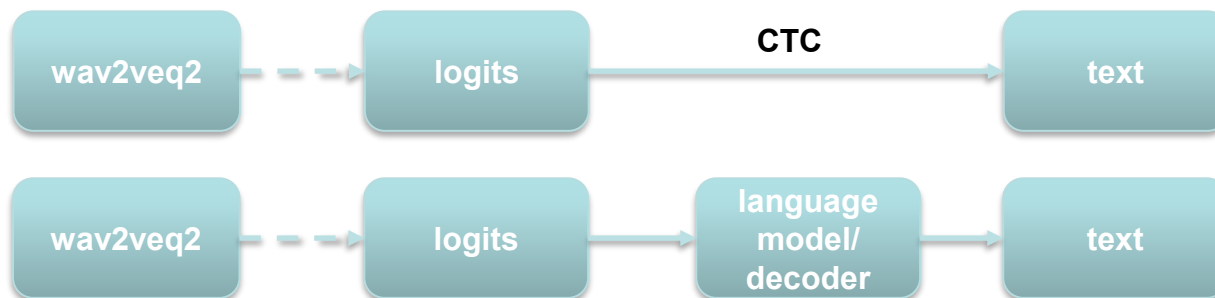 CTC
wav2veq2
logits
text
wav2veq2
logits
language
model/
decoder
text